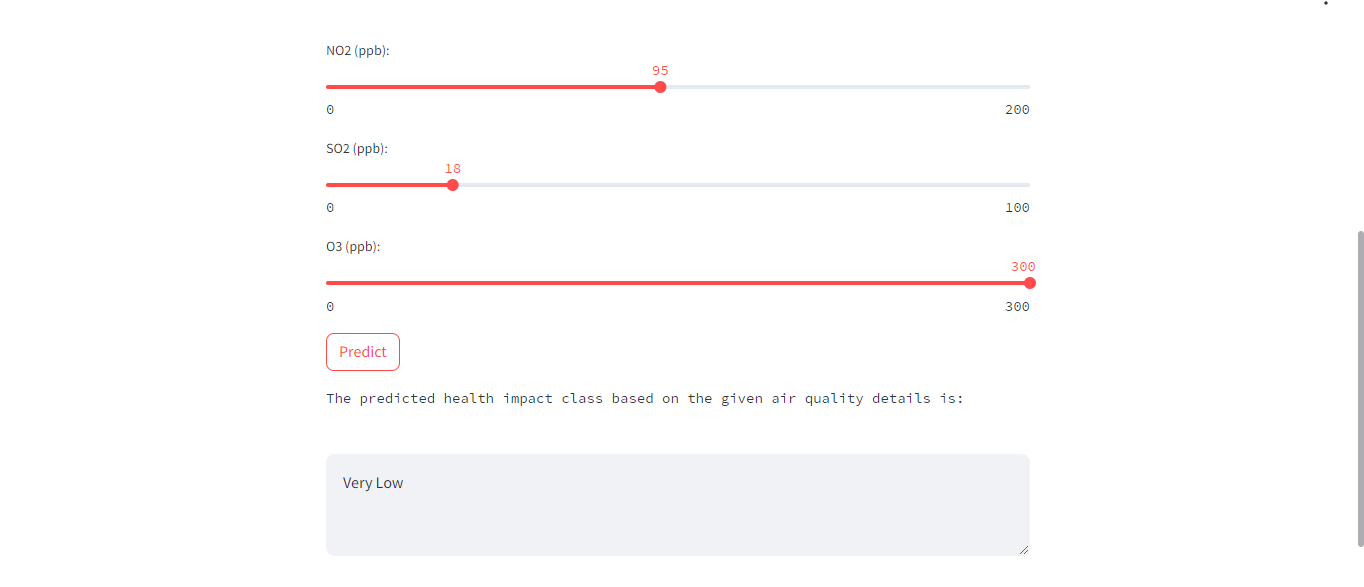 NO2 (ppb):
95
0 200
SO2 (ppb):
18
0 100
O3 (ppb):
300
0 300
Predict
The predicted health impact class based on the given air quality details is:
Very Low